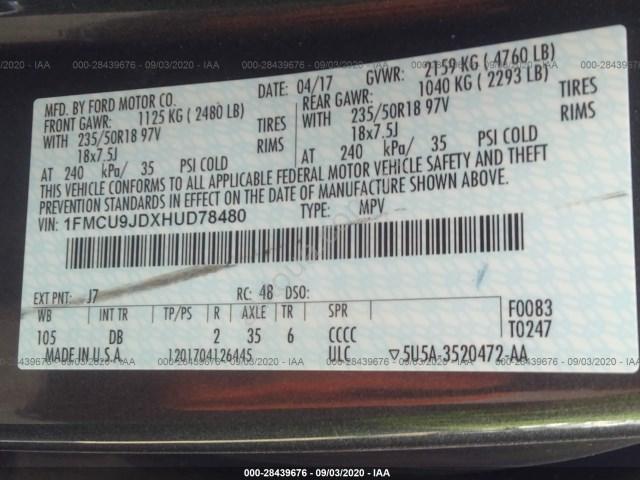 000-28439676 - 09/03/2020 - IAA
MFD. BY FORD MOTOR CO. DATE: 04/17 GVWR: 2159 KG ( 4760 LB)
FRONT GAWR: 1125 KG ( 2480 LB) REAR GAWR: 1040 KG ( 2293 LB)
WITH 235/50R18 97V TIRES WITH 235/50R18 97V TIRES
18x7.5J RIMS 18x7.5J RIMS
AT 240 kPa/ 35 PSI COLD AT 240 kPa/ 35 PSI COLD
THIS VEHICLE CONFORMS TO ALL APPLICABLE FEDERAL MOTOR VEHICLE SAFETY AND THEFT
PREVENTION STANDARDS IN EFFECT ON THE DATE OF MANUFACTURE SHOWN ABOVE.
VIN: 1FMCU9JDXHUD78480 TYPE: MPV
EXT PNT: J7 RC: 48 DSO:
WB INT TR TP/PS R AXLE TR SPR F0083
105 DB 2 35 6 CCCC T0247
MADE IN U.S.A. 1201704126445 ULC ▽5U5A-3520472-AA
000-28439676 - 09/03/2020 - IAA